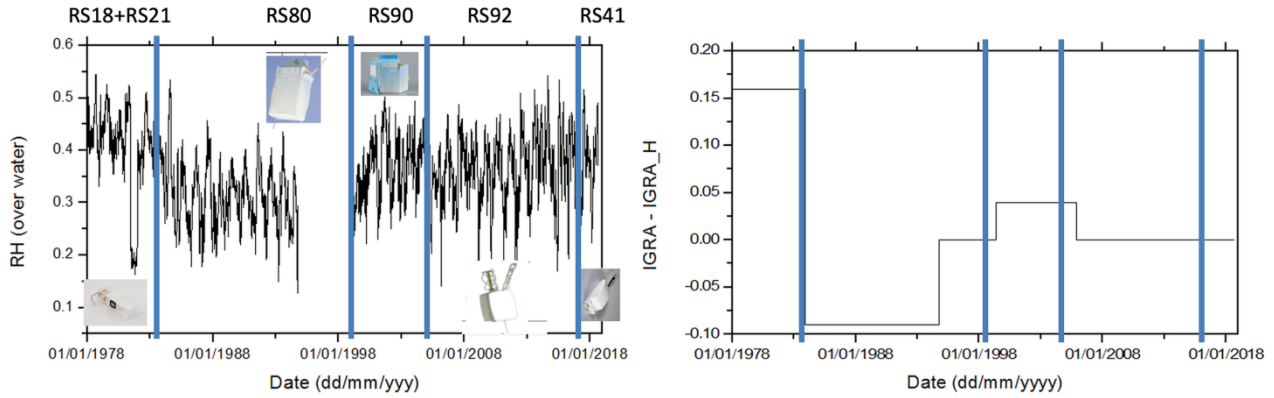 RS18+RS21 RS80 RS90 RS92 RS41
0.6
0.5
0.4
0.3
0.2
0.1
RH (over water)
01/01/1978 01/01/1988 01/01/1998 01/01/2008 01/01/2018
Date (dd/mm/yyy)
0.20
0.15
0.10
0.05
0.00
-0.05
-0.10
IGRA - IGRA_H
01/01/1978 01/01/1988 01/01/1998 01/01/2008 01/01/2018
Date (dd/mm/yyyy)